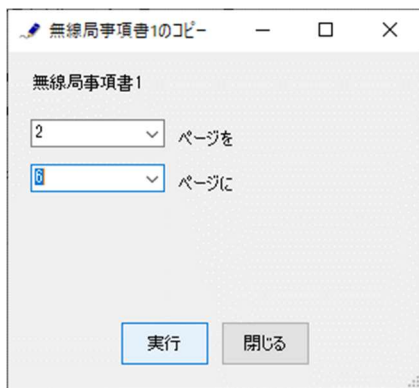 無線局事項書1のコピー
無線局事項書1
2 ページを
6 ページに
実行 閉じる